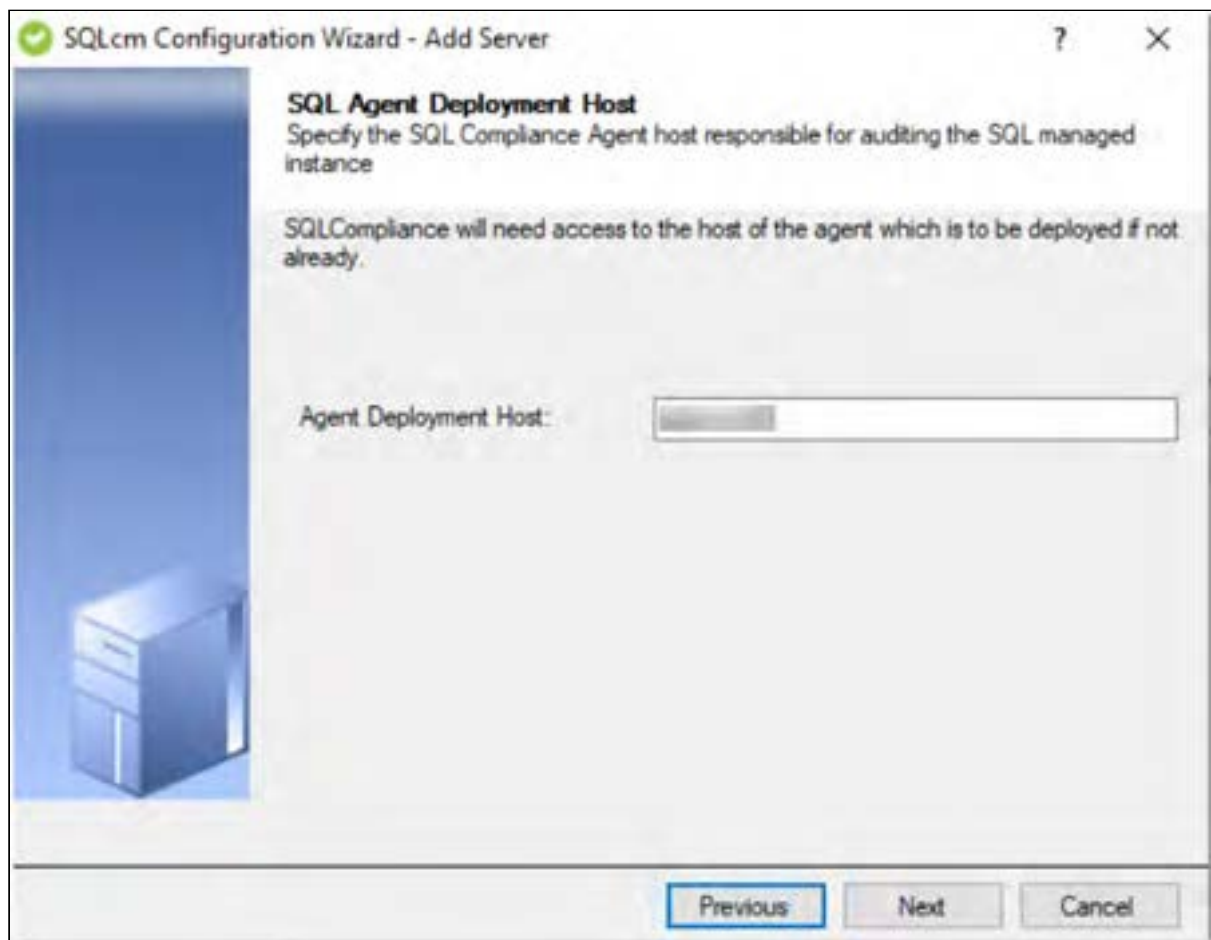 SQLcm Configuration Wizard - Add Server
?
SQL Agent Deployment Host
Specify the SQL Compliance Agent host responsible for auditing the SQL managed
instance
SQLCompliance will need access to the host of the agent which is to be deployed if not
already.
Agent Deployment Host:
Previous
Next
Cancel